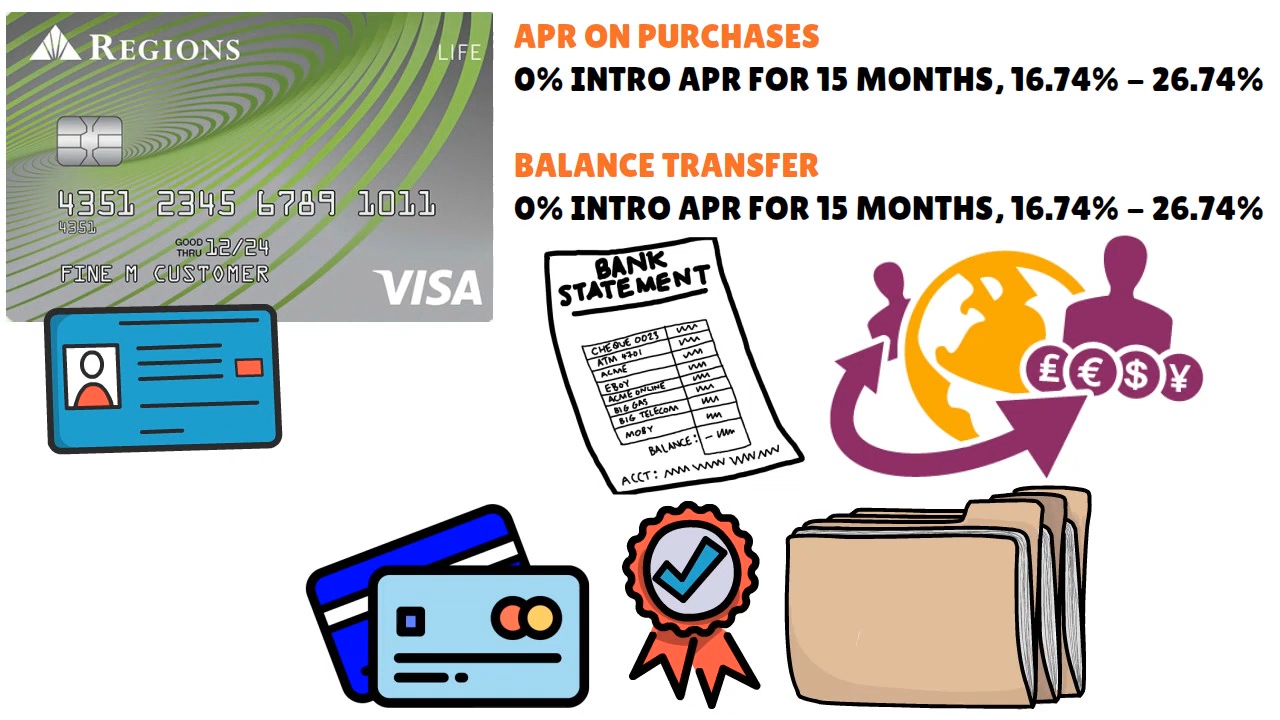 REGIONS
LIFE
4351 2345 6789 1011
4351
GOOD THRU 12/24
FINE M CUSTOMER
VISA
APR ON PURCHASES
0% INTRO APR FOR 15 MONTHS, 16.74% – 26.74%
BALANCE TRANSFER
0% INTRO APR FOR 15 MONTHS, 16.74% – 26.74%
BANK
STATEMENT
CHEQUE 0023
ATM 4701
ACME
EBOY
ACME ONLINE
BIG GAS
BIG TELECOM
MOBY
BALANCE: -
ACCT:
£ € $ ¥